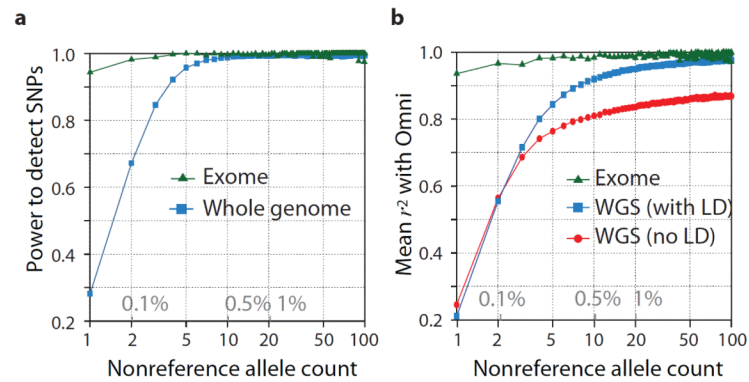 a
Power to detect SNPs
1.0
0.8
0.6
0.4
0.2
Exome
Whole genome
0.1% 0.5% 1%
1 2 5 10 20 50 100
Nonreference allele count
b
Mean r² with Omni
1.0
0.8
0.6
0.4
0.2
Exome
WGS (with LD)
WGS (no LD)
0.1% 0.5% 1%
1 2 5 10 20 50 100
Nonreference allele count